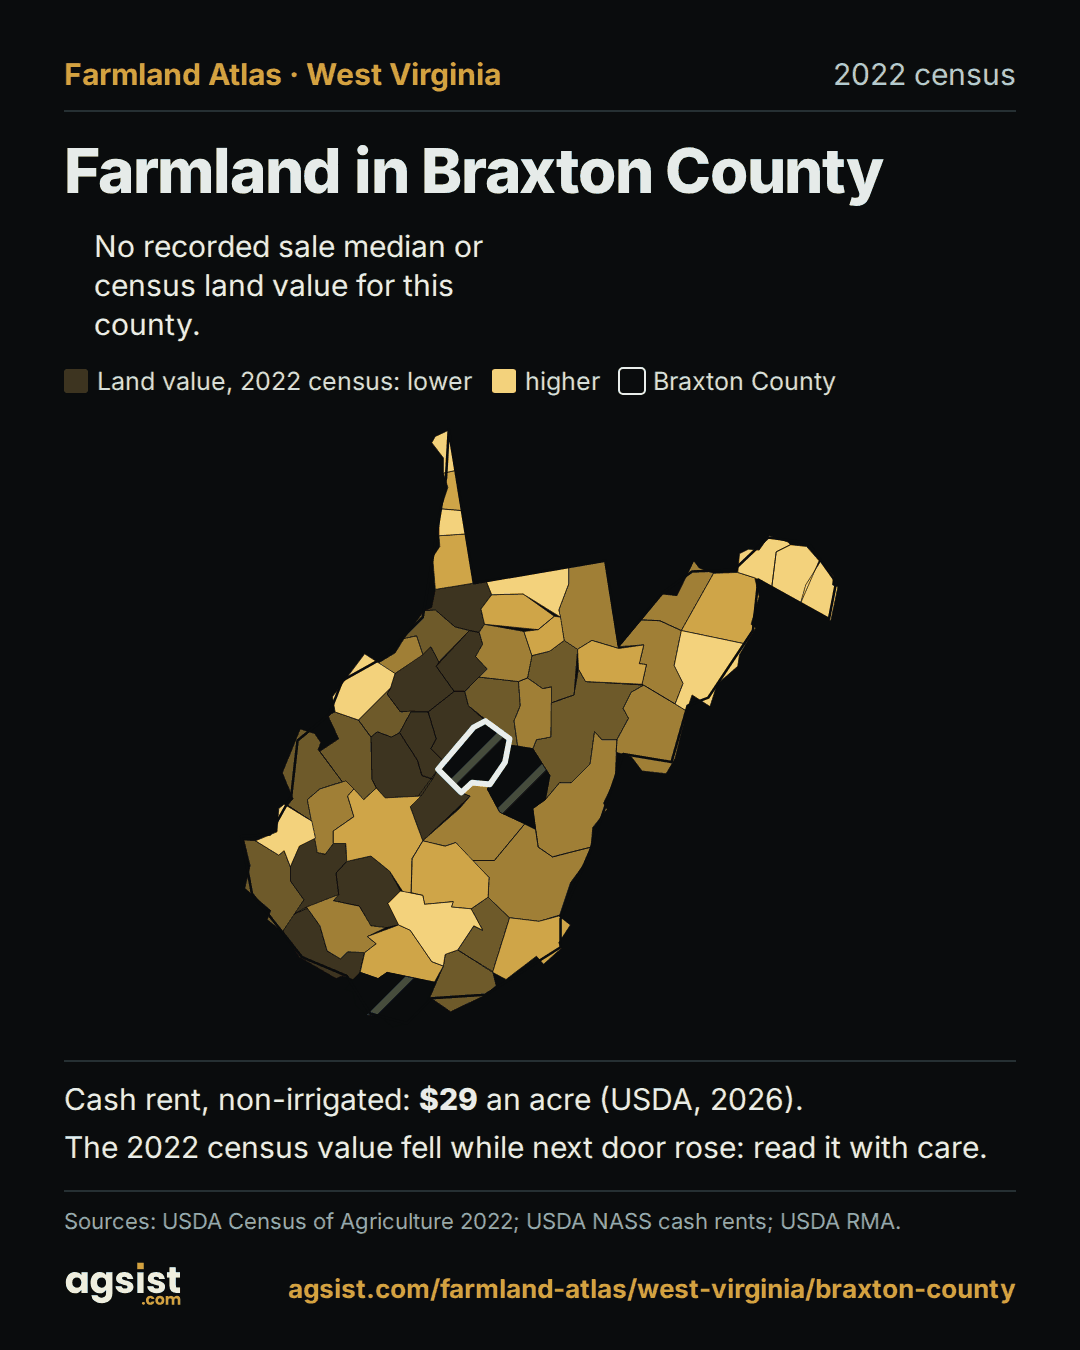 Farmland Atlas · West Virginia
2022 census
Farmland in Braxton County
No recorded sale median or
census land value for this
county.
Land value, 2022 census: lower
higher
Braxton County
Cash rent, non-irrigated: $29 an acre (USDA, 2026).
The 2022 census value fell while next door rose: read it with care.
Sources: USDA Census of Agriculture 2022; USDA NASS cash rents; USDA RMA.
agsist
.com
agsist.com/farmland-atlas/west-virginia/braxton-county